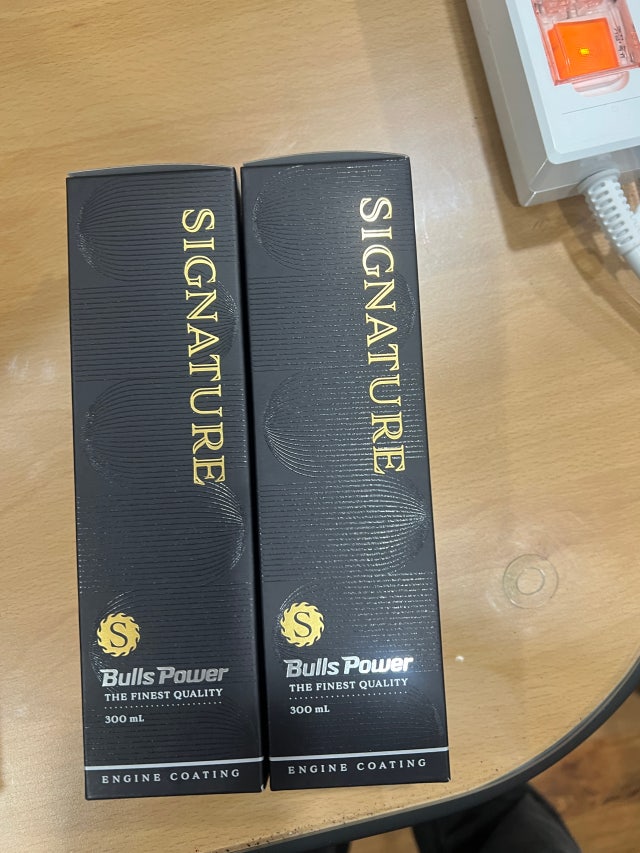 SIGNATURE
S
Bulls Power
THE FINEST QUALITY
300 mL
ENGINE COATING
SIGNATURE
S
Bulls Power
THE FINEST QUALITY
300 mL
ENGINE COATING